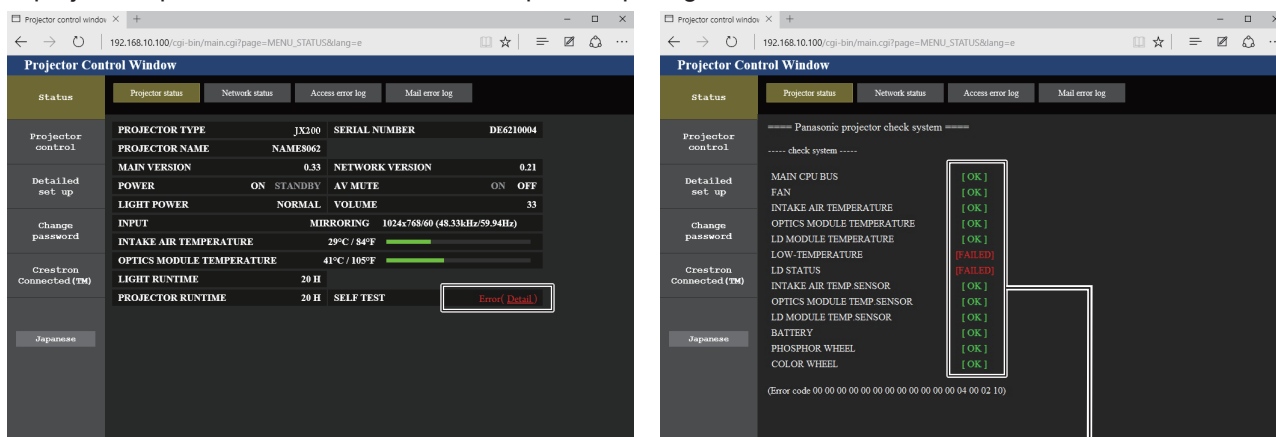 Projector control window
192.168.10.100/cgi-bin/main.cgi?page=MENU_STATUS&lang=e
Projector Control Window
Status
Projector control
Detailed set up
Change password
Crestron Connected(TM)
Japanese
Projector status Network status Access error log Mail error log
PROJECTOR TYPE JX200 SERIAL NUMBER DE6210004
PROJECTOR NAME NAME8062
MAIN VERSION 0.33 NETWORK VERSION 0.21
POWER ON STANDBY AV MUTE ON OFF
LIGHT POWER NORMAL VOLUME 33
INPUT MIRRORING 1024x768/60 (48.33kHz/59.94Hz)
INTAKE AIR TEMPERATURE 29°C / 84°F
OPTICS MODULE TEMPERATURE 41°C / 105°F
LIGHT RUNTIME 20 H
PROJECTOR RUNTIME 20 H SELF TEST Error( Detail )
Projector control window
192.168.10.100/cgi-bin/main.cgi?page=MENU_STATUS&lang=e
Projector Control Window
Status
Projector control
Detailed set up
Change password
Crestron Connected(TM)
Japanese
Projector status Network status Access error log Mail error log
==== Panasonic projector check system ====
----- check system -----
MAIN CPU BUS [ OK ]
FAN [ OK ]
INTAKE AIR TEMPERATURE [ OK ]
OPTICS MODULE TEMPERATURE [ OK ]
LD MODULE TEMPERATURE [ OK ]
LOW-TEMPERATURE [FAILED]
LD STATUS [FAILED]
INTAKE AIR TEMP.SENSOR [ OK ]
OPTICS MODULE TEMP.SENSOR [ OK ]
LD MODULE TEMP.SENSOR [ OK ]
BATTERY [ OK ]
PHOSPHOR WHEEL [ OK ]
COLOR WHEEL [ OK ]
(Error code 00 00 00 00 00 00 00 00 00 00 00 00 04 00 02 10)